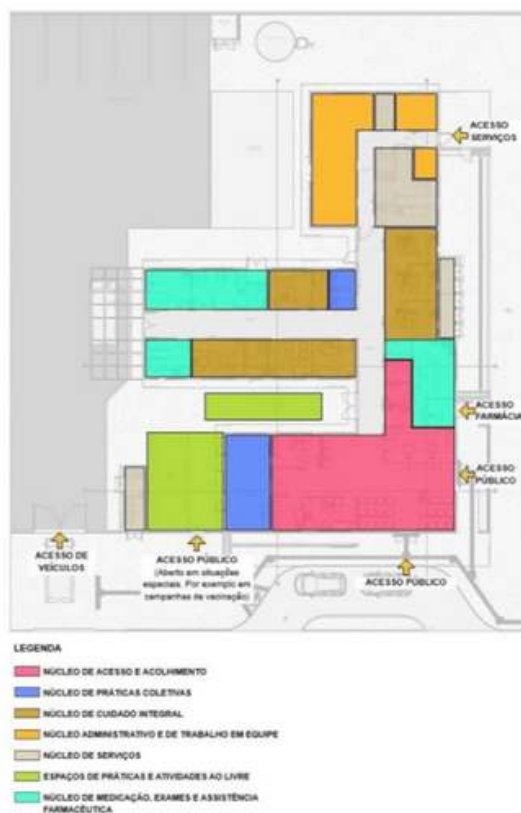 ACESSO
SERVIÇOS
ACESSO
FARMÁCIA
ACESSO
PÚBLICO
ACESSO DE
VEÍCULOS
ACESSO PÚBLICO
(Aberto em situações
especiais. Por exemplo em
campanhas de vacinação)
ACESSO PÚBLICO
LEGENDA
NÚCLEO DE ACESSO E ACOLHIMENTO
NÚCLEO DE PRÁTICAS COLETIVAS
NÚCLEO DE CUIDADO INTEGRAL
NÚCLEO ADMINISTRATIVO E DE TRABALHO EM EQUIPE
NÚCLEO DE SERVIÇOS
ESPAÇOS DE PRÁTICAS E ATIVIDADES AO LIVRE
NÚCLEO DE MEDICAÇÃO, EXAMES E ASSISTÊNCIA
FARMACÊUTICA